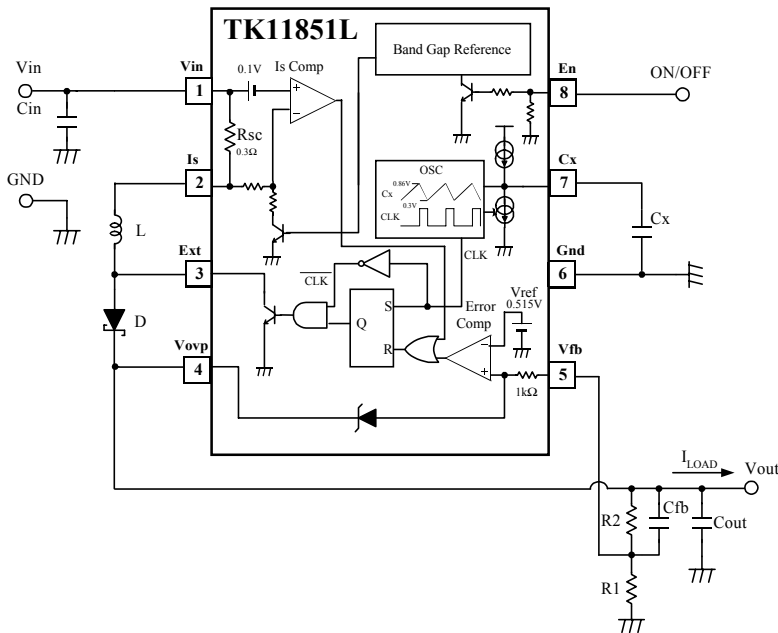 TK11851L
Band Gap Reference
Vin
Vin
0.1V
Is Comp
En
ON/OFF
1
8
Cin
Rsc
0.3Ω
Is
OSC
Cx
2
0.86V
Cx
0.3V
CLK
7
GND
L
Cx
Ext
CLK
Gnd
3
CLK
6
Vref
0.515V
D
S
Error
Comp
Q
Vovp
R
Vfb
4
1kΩ
5
ILOAD
Vout
R2
Cfb
Cout
R1
+
−
−
+